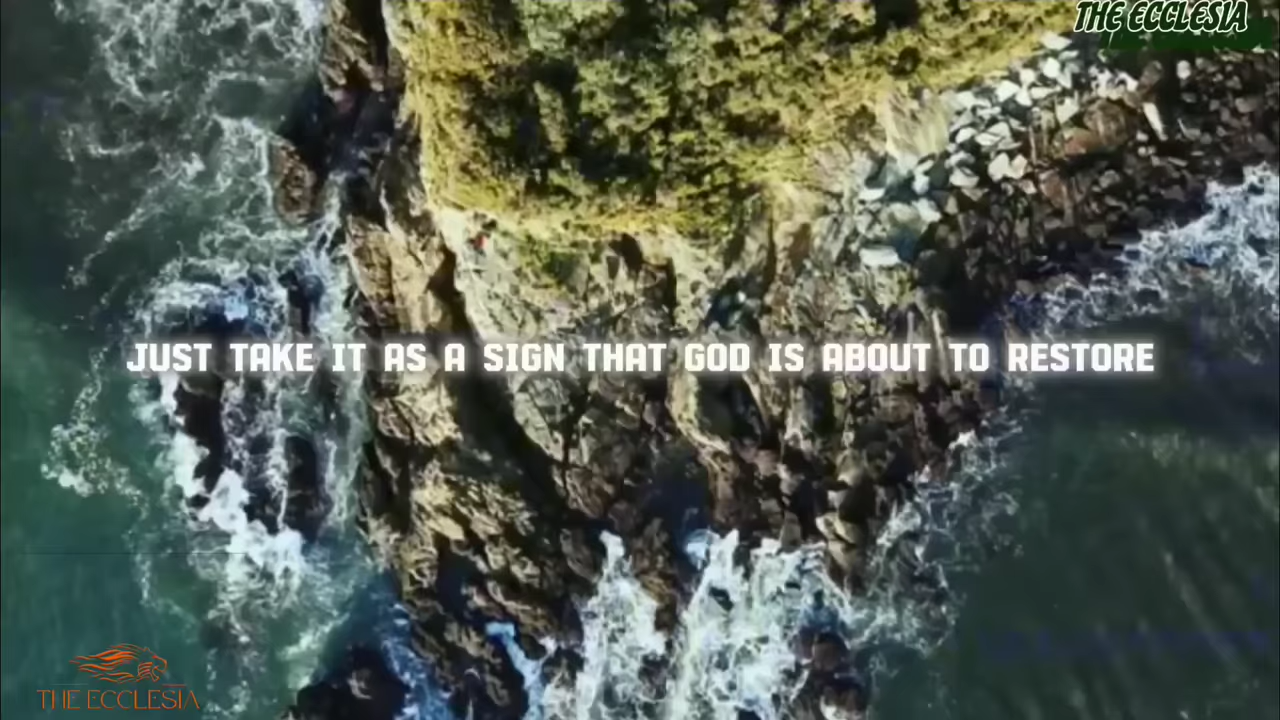 THE ECCLESIA
JUST TAKE IT AS A SIGN THAT GOD IS ABOUT TO RESTORE
THE ECCLESIA